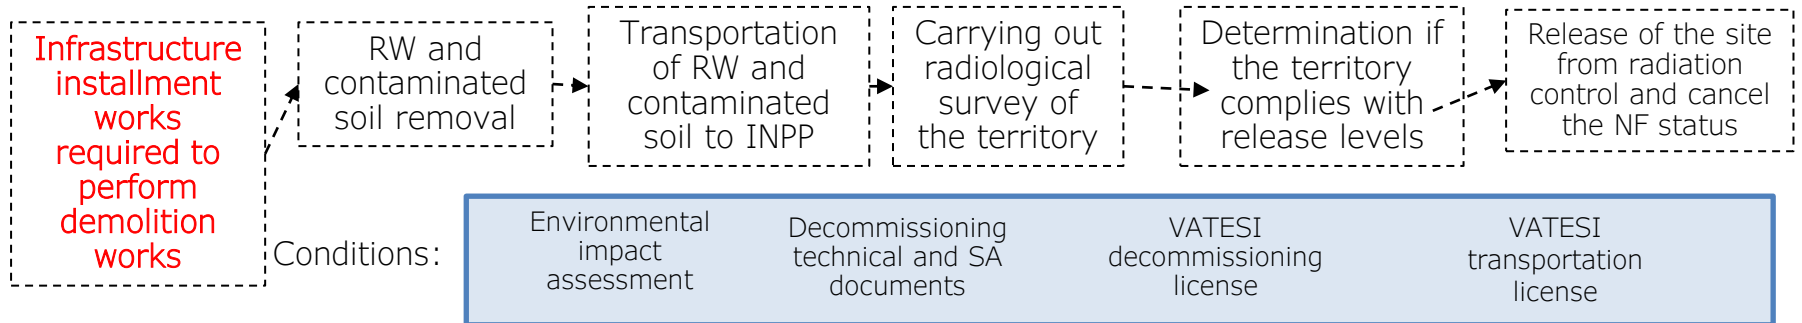 Infrastructure
installment
works
required to
perform
demolition
works
RW and
contaminated
soil removal
Transportation
of RW and
contaminated
soil to INPP
Carrying out
radiological
survey of
the territory
Determination if
the territory
complies with
release levels
Release of the site
from radiation
control and cancel
the NF status
Conditions:
Environmental
impact
assessment
Decommissioning
technical and SA
documents
VATESI
decommissioning
license
VATESI
transportation
license